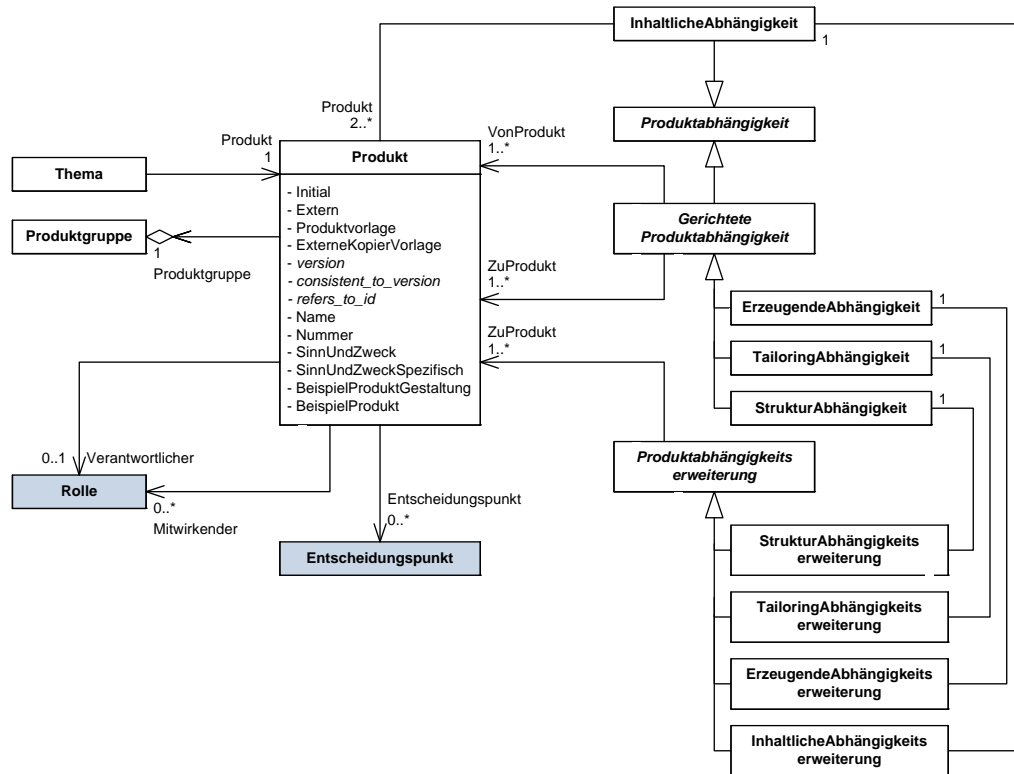 InhaltlicheAbhängigkeit
1
Produkt
2..*
Produktabhängigkeit
VonProdukt
1..*
Produkt
1
Thema
Produkt
- Initial
- Extern
- Produktvorlage
- ExterneKopierVorlage
- version
- consistent_to_version
- refers_to_id
- Name
- Nummer
- SinnUndZweck
- SinnUndZweckSpezifisch
- BeispielProduktGestaltung
- BeispielProdukt
Produktgruppe
1
Produktgruppe
Gerichtete
Produktabhängigkeit
ZuProdukt
1..*
ErzeugendeAbhängigkeit
1
ZuProdukt
1..*
TailoringAbhängigkeit
1
StrukturAbhängigkeit
1
0..1
Verantwortlicher
Rolle
0..*
Mitwirkender
Entscheidungspunkt
0..*
Entscheidungspunkt
Produktabhängigkeits
erweiterung
StrukturAbhängigkeits
erweiterung
TailoringAbhängigkeits
erweiterung
ErzeugendeAbhängigkeits
erweiterung
InhaltlicheAbhängigkeits
erweiterung